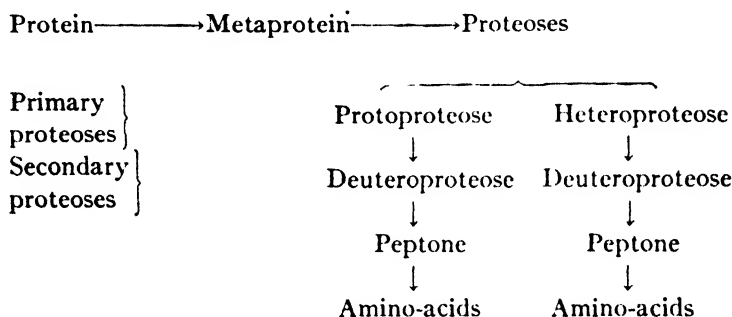 Protein⟶Metaprotein⟶Proteoses
Primary
proteoses
Protoproteose Heteroproteose
↓ ↓
Secondary
proteoses
Deuteroproteose Deuteroproteose
↓ ↓
Peptone Peptone
↓ ↓
Amino-acids Amino-acids